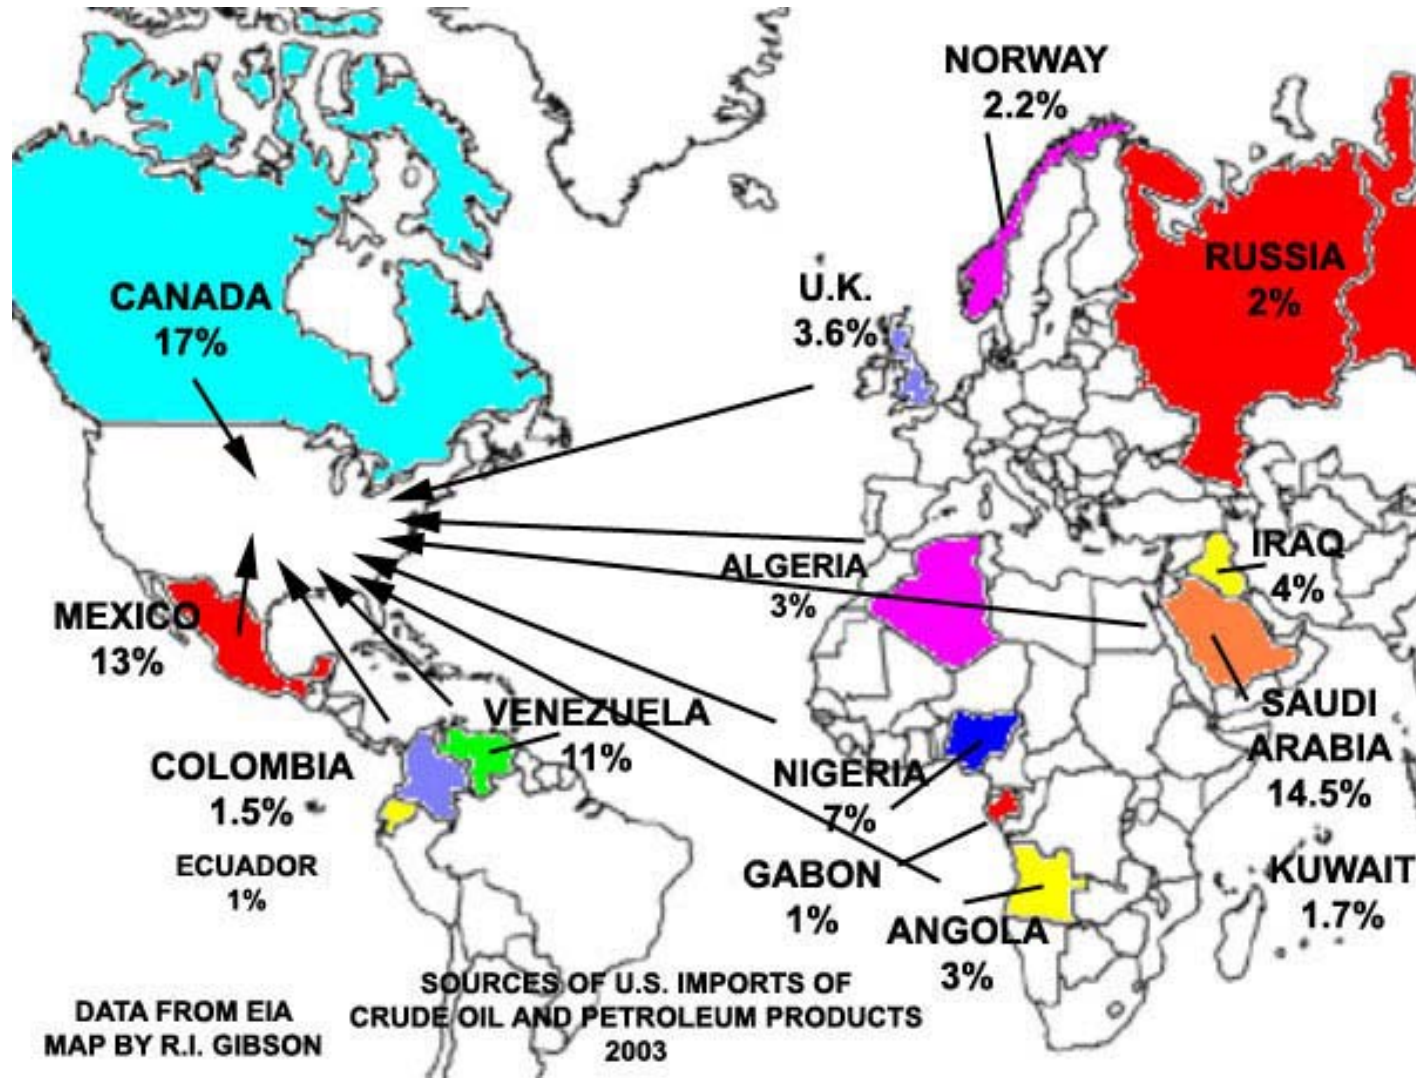 NORWAY
2.2%
RUSSIA
2%
CANADA
17%
U.K.
3.6%
IRAQ
4%
ALGERIA
3%
MEXICO
13%
SAUDI
ARABIA
14.5%
VENEZUELA
11%
COLOMBIA
1.5%
NIGERIA
7%
ECUADOR
1%
GABON
1%
KUWAIT
1.7%
ANGOLA
3%
SOURCES OF U.S. IMPORTS OF
CRUDE OIL AND PETROLEUM PRODUCTS
2003
DATA FROM EIA
MAP BY R.I. GIBSON